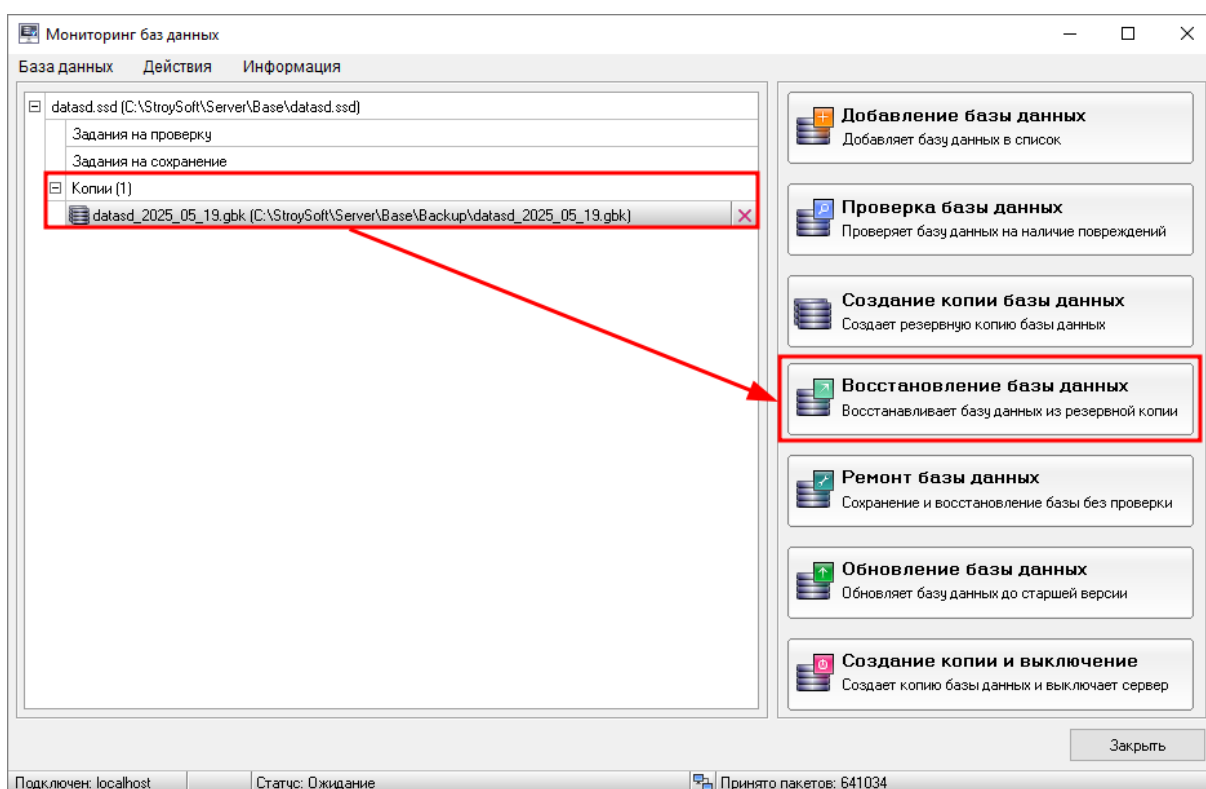 Мониторинг баз данных
База данных Действия Информация
datasd.ssd (C:\StroySoft\Server\Base\datasd.ssd)
Задания на проверку
Задания на сохранение
Копии (1)
datasd_2025_05_19.gbk (C:\StroySoft\Server\Base\Backup\datasd_2025_05_19.gbk)
Добавление базы данных
Добавляет базу данных в список
Проверка базы данных
Проверяет базу данных на наличие повреждений
Создание копии базы данных
Создает резервную копию базы данных
Восстановление базы данных
Восстанавливает базу данных из резервной копии
Ремонт базы данных
Сохранение и восстановление базы без проверки
Обновление базы данных
Обновляет базу данных до старшей версии
Создание копии и выключение
Создает копию базы данных и выключает сервер
Закрыть
Подключен: localhost Статус: Ожидание Принято пакетов: 641034